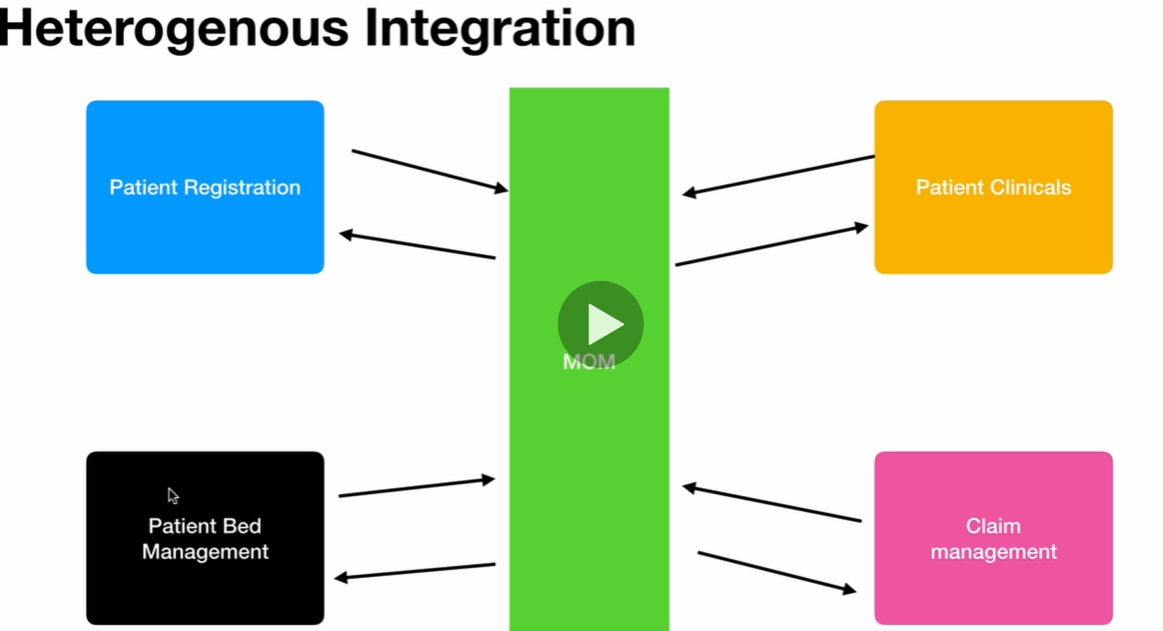 Heterogenous Integration
Patient Registration
Patient Clinicals
MOM
Patient Bed
Management
Claim
management